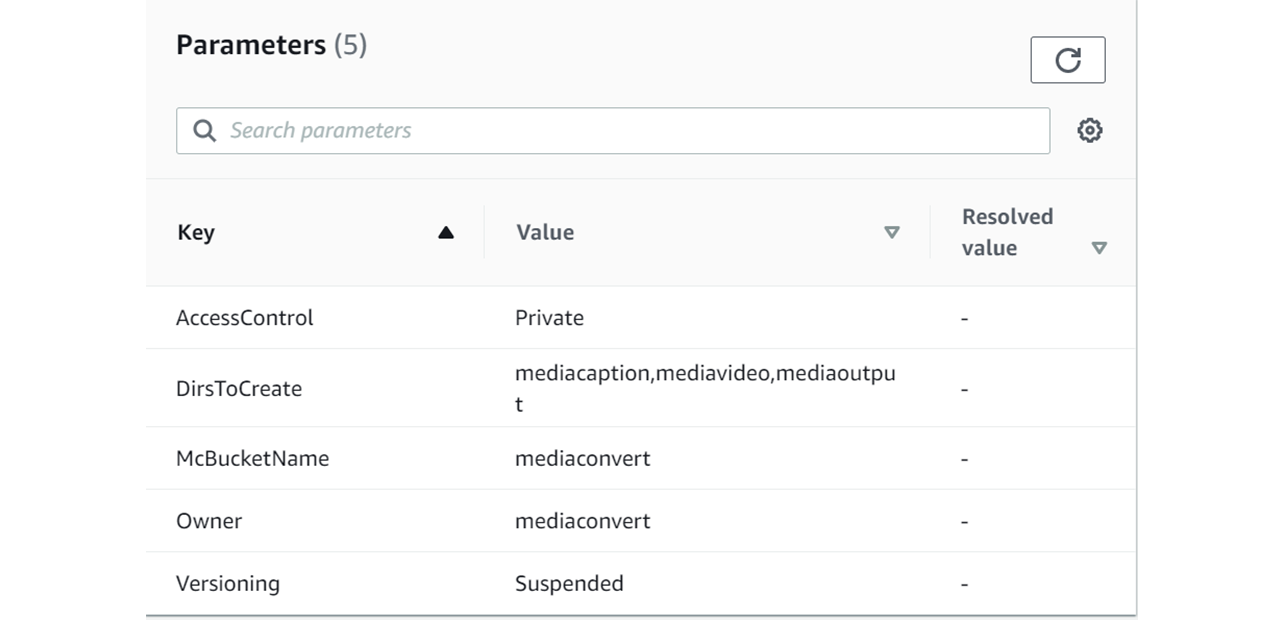 Parameters (5)
Search parameters
Key Value Resolved
value
AccessControl Private -
DirsToCreate mediacaption,mediavideo,mediaoutpu
t -
McBucketName mediaconvert -
Owner mediaconvert -
Versioning Suspended -